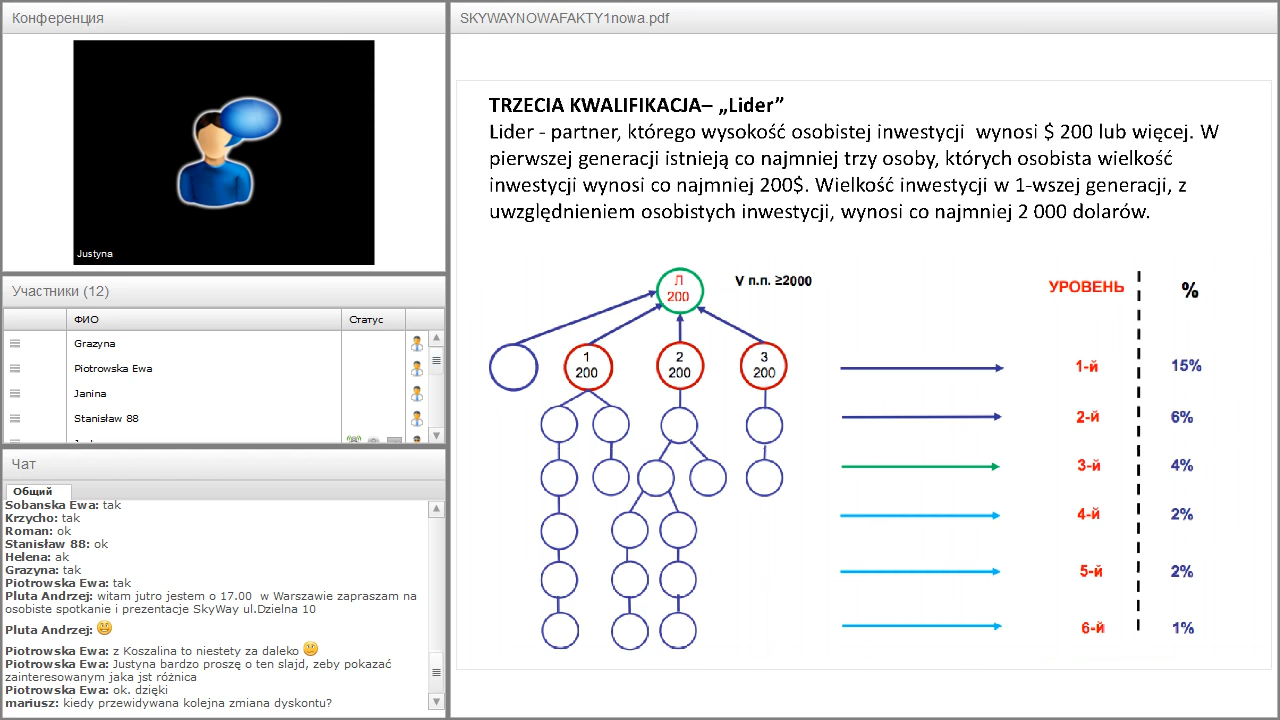 Конференция
Justyna
Участники (12)
ФИО
Статус
Grazyna
Piotrowska Ewa
Janina
Stanisław 88
Чат
Общий
Sobanska Ewa: tak
Krzycho: tak
Roman: ok
Stanisław 88: ok
Helena: ak
Grazyna: tak
Piotrowska Ewa: tak
Pluta Andrzej: witam jutro jestem o 17.00 w Warszawie zapraszam na
osobiste spotkanie i prezentacje SkyWay ul.Dzielna 10
Pluta Andrzej:
Piotrowska Ewa: z Koszalina to niestety za daleko
Piotrowska Ewa: Justyna bardzo proszę o ten slajd, zeby pokazać
zainteresowanym jaka jst różnica
Piotrowska Ewa: ok. dzięki
mariusz: kiedy przewidywana kolejna zmiana dyskontu?
SKYWAYNOWAFAKTY1nowa.pdf
TRZECIA KWALIFIKACJA– „Lider”
Lider - partner, którego wysokość osobistej inwestycji wynosi $ 200 lub więcej. W
pierwszej generacji istnieją co najmniej trzy osoby, których osobista wielkość
inwestycji wynosi co najmniej 200$. Wielkość inwestycji w 1-wszej generacji, z
uwzględnieniem osobistych inwestycji, wynosi co najmniej 2 000 dolarów.
Л
200
V п.п. ≥2000
УРОВЕНЬ
%
1
200
2
200
3
200
1-й
15%
2-й
6%
3-й
4%
4-й
2%
5-й
2%
6-й
1%